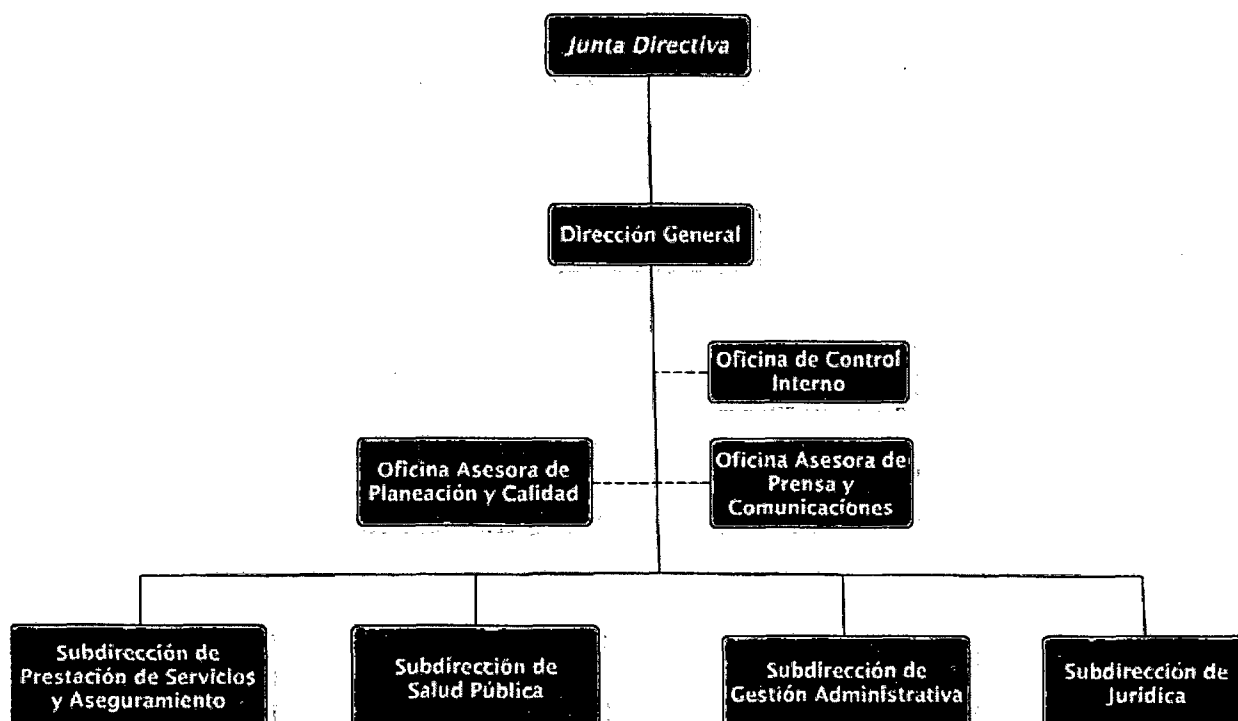 Junta Directiva
Dirección General
Oficina de Control
Interno
Oficina Asesora de
Planeación y Calidad
Oficina Asesora de
Prensa y
Comunicaciones
Subdirección de
Prestación de Servicios
y Aseguramiento
Subdirección de
Salud Pública
Subdirección de
Gestión Administrativa
Subdirección de
Jurídica